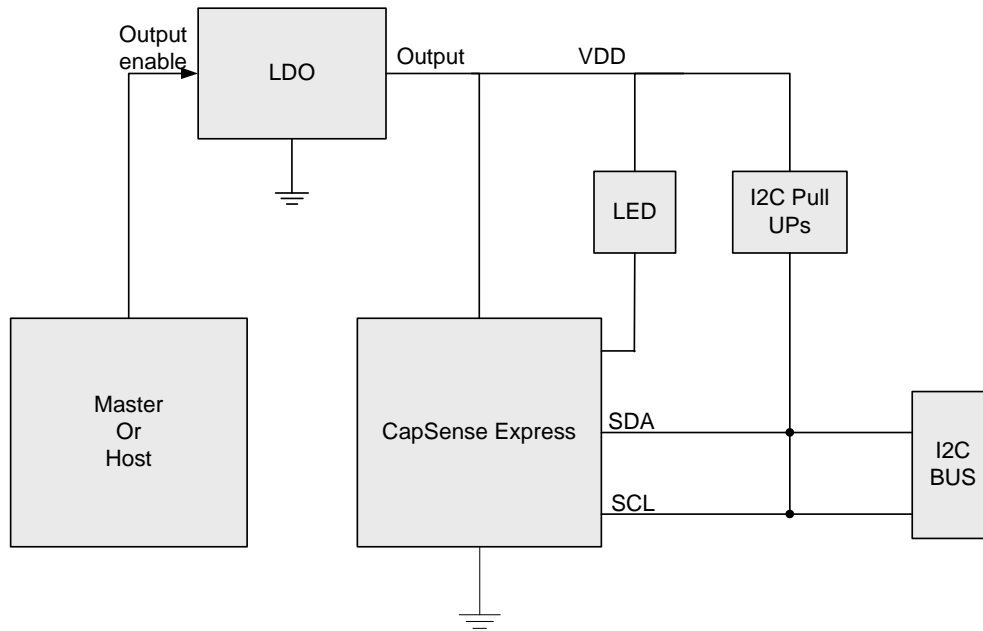 Output
enable
LDO
Output
VDD
LED
I2C Pull
UPs
Master
Or
Host
CapSense Express
SDA
SCL
I2C
BUS